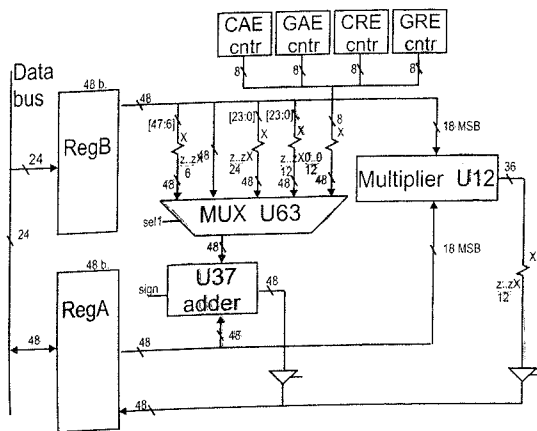 CAE cntr
GAE cntr
CRE cntr
GRE cntr
8
8
8
8
Data bus
48 b.
48
[47:6]
[23:0]
[23:0]
8
X
X
X
X
18 MSB
RegB
24
z..zX
6
48
48
z..zX
24
48
z..zX
12
48
0..0
12
48
Multiplier U12
36
sel1
MUX U63
24
48
18 MSB
X
z..zX
12
48 b.
RegA
sign
U37 adder
48
48
48
48
48